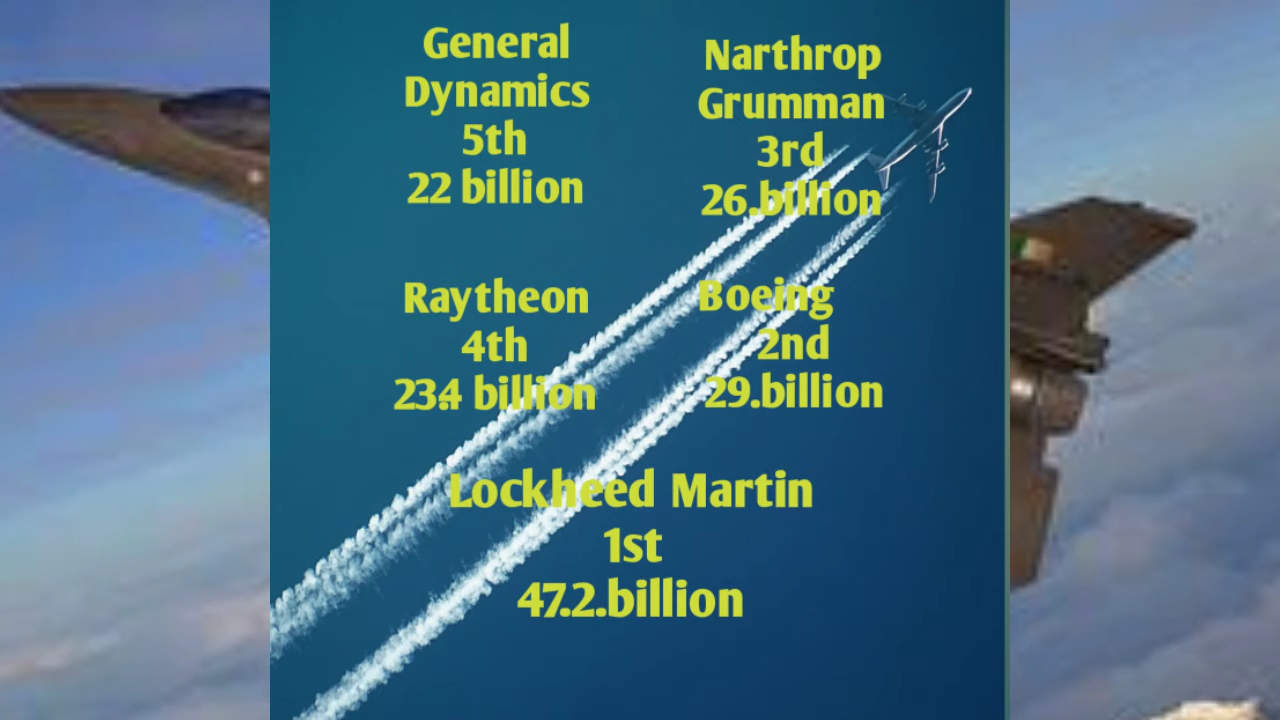 General
Dynamics
5th
22 billion
Narthrop
Grumman
3rd
26.billion
Raytheon
4th
23.4 billion
Boeing
2nd
29.billion
Lockheed Martin
1st
47.2.billion